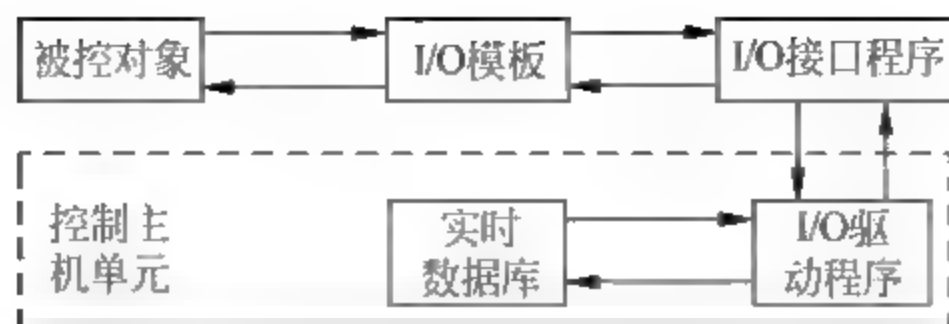 被控对象
I/O模板
I/O接口程序
控制主
机单元
实时
数据库
I/O驱
动程序